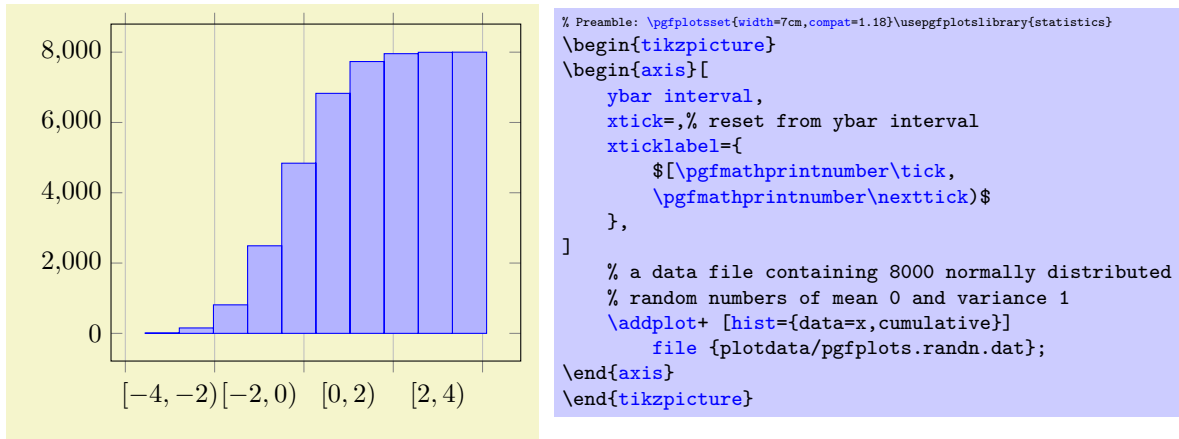 8,000
6,000
4,000
2,000
0
[−4, −2) [−2, 0) [0, 2) [2, 4)
% Preamble: \pgfplotsset{width=7cm,compat=1.18}\usepgfplotslibrary{statistics}
\begin{tikzpicture}
\begin{axis}[
    ybar interval,
    xtick=,% reset from ybar interval
    xticklabel={
        $[\pgfmathprintnumber\tick,
        \pgfmathprintnumber\nexttick)$
    },
]
    % a data file containing 8000 normally distributed
    % random numbers of mean 0 and variance 1
    \addplot+ [hist={data=x,cumulative}]
        file {plotdata/pgfplots.randn.dat};
\end{axis}
\end{tikzpicture}